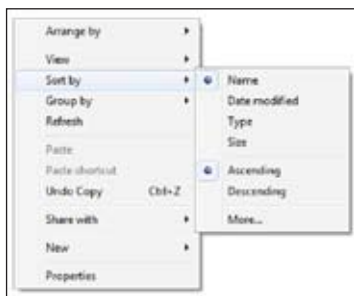 Arrange by
View
Sort by
Group by
Refresh
Paste
Paste shortcut
Undo Copy Ctrl+Z
Share with
New
Properties
Name
Date modified
Type
Size
Ascending
Descending
More...